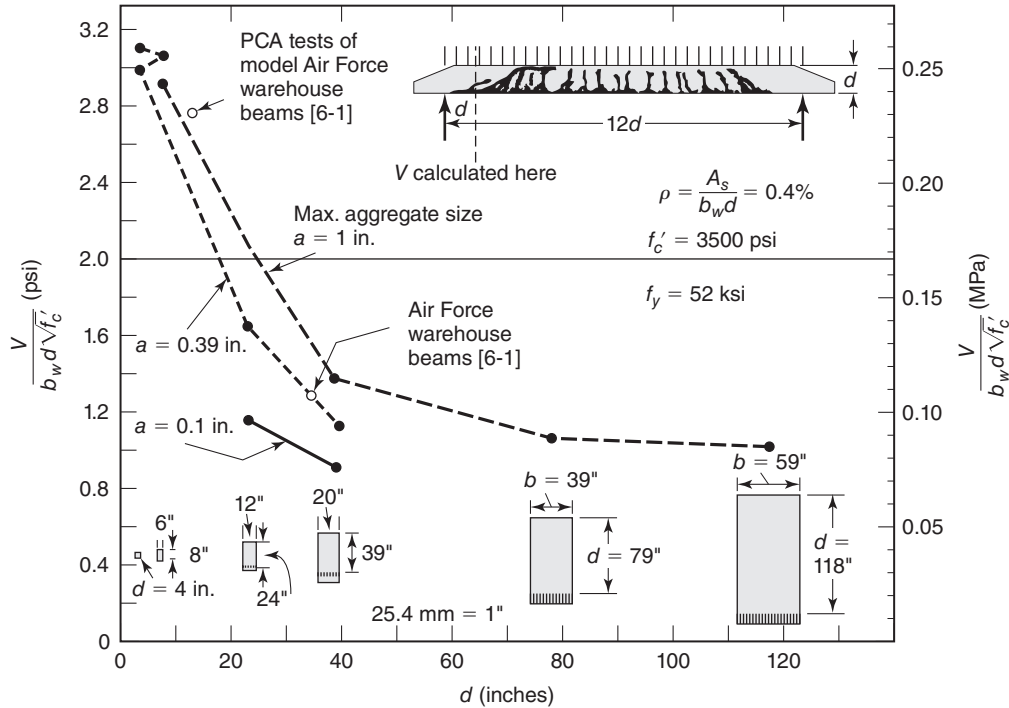 3.2
2.8
2.4
2.0
1.6
1.2
0.8
0.4
0
V
b_w d √f_c′
(psi)
PCA tests of
model Air Force
warehouse
beams [6-1]
d
d
12d
V calculated here
ρ = A_s / b_w d = 0.4%
f_c′ = 3500 psi
f_y = 52 ksi
Max. aggregate size
a = 1 in.
Air Force
warehouse
beams [6-1]
a = 0.39 in.
a = 0.1 in.
6"
8"
d = 4 in.
12"
24"
20"
39"
b = 39"
d = 79"
b = 59"
d =
118"
25.4 mm = 1"
0.25
0.20
0.15
0.10
0.05
V
b_w d √f_c′
(MPa)
0 20 40 60 80 100 120
d (inches)